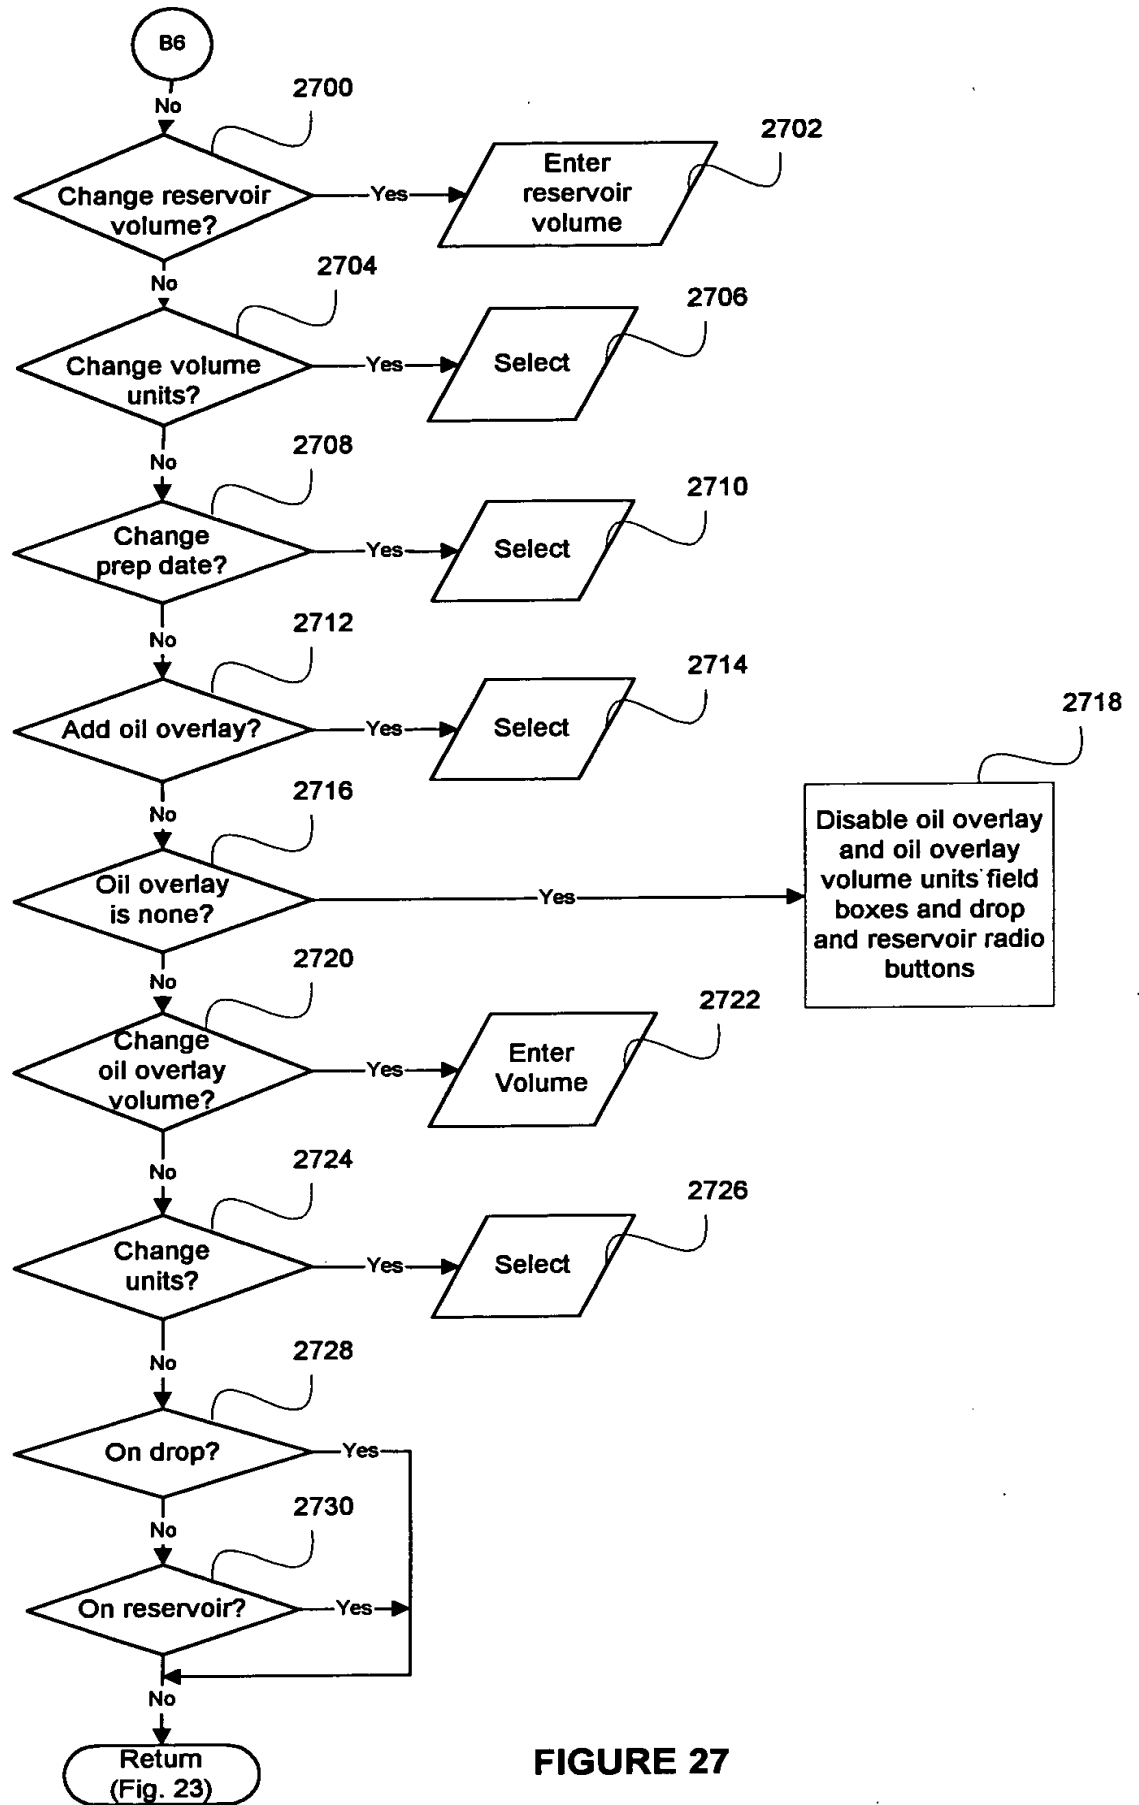 B6
No
2700
Change reservoir
volume?
Yes
Enter
reservoir
volume
2702
No
2704
Change volume
units?
Yes
Select
2706
No
2708
Change
prep date?
Yes
Select
2710
No
2712
Add oil overlay?
Yes
Select
2714
No
2716
Oil overlay
is none?
Yes
2718
Disable oil overlay
and oil overlay
volume units field
boxes and drop
and reservoir radio
buttons
No
2720
Change
oil overlay
volume?
Yes
Enter
Volume
2722
No
2724
Change
units?
Yes
Select
2726
No
2728
On drop?
Yes
No
2730
On reservoir?
Yes
No
Return
(Fig. 23)
FIGURE 27